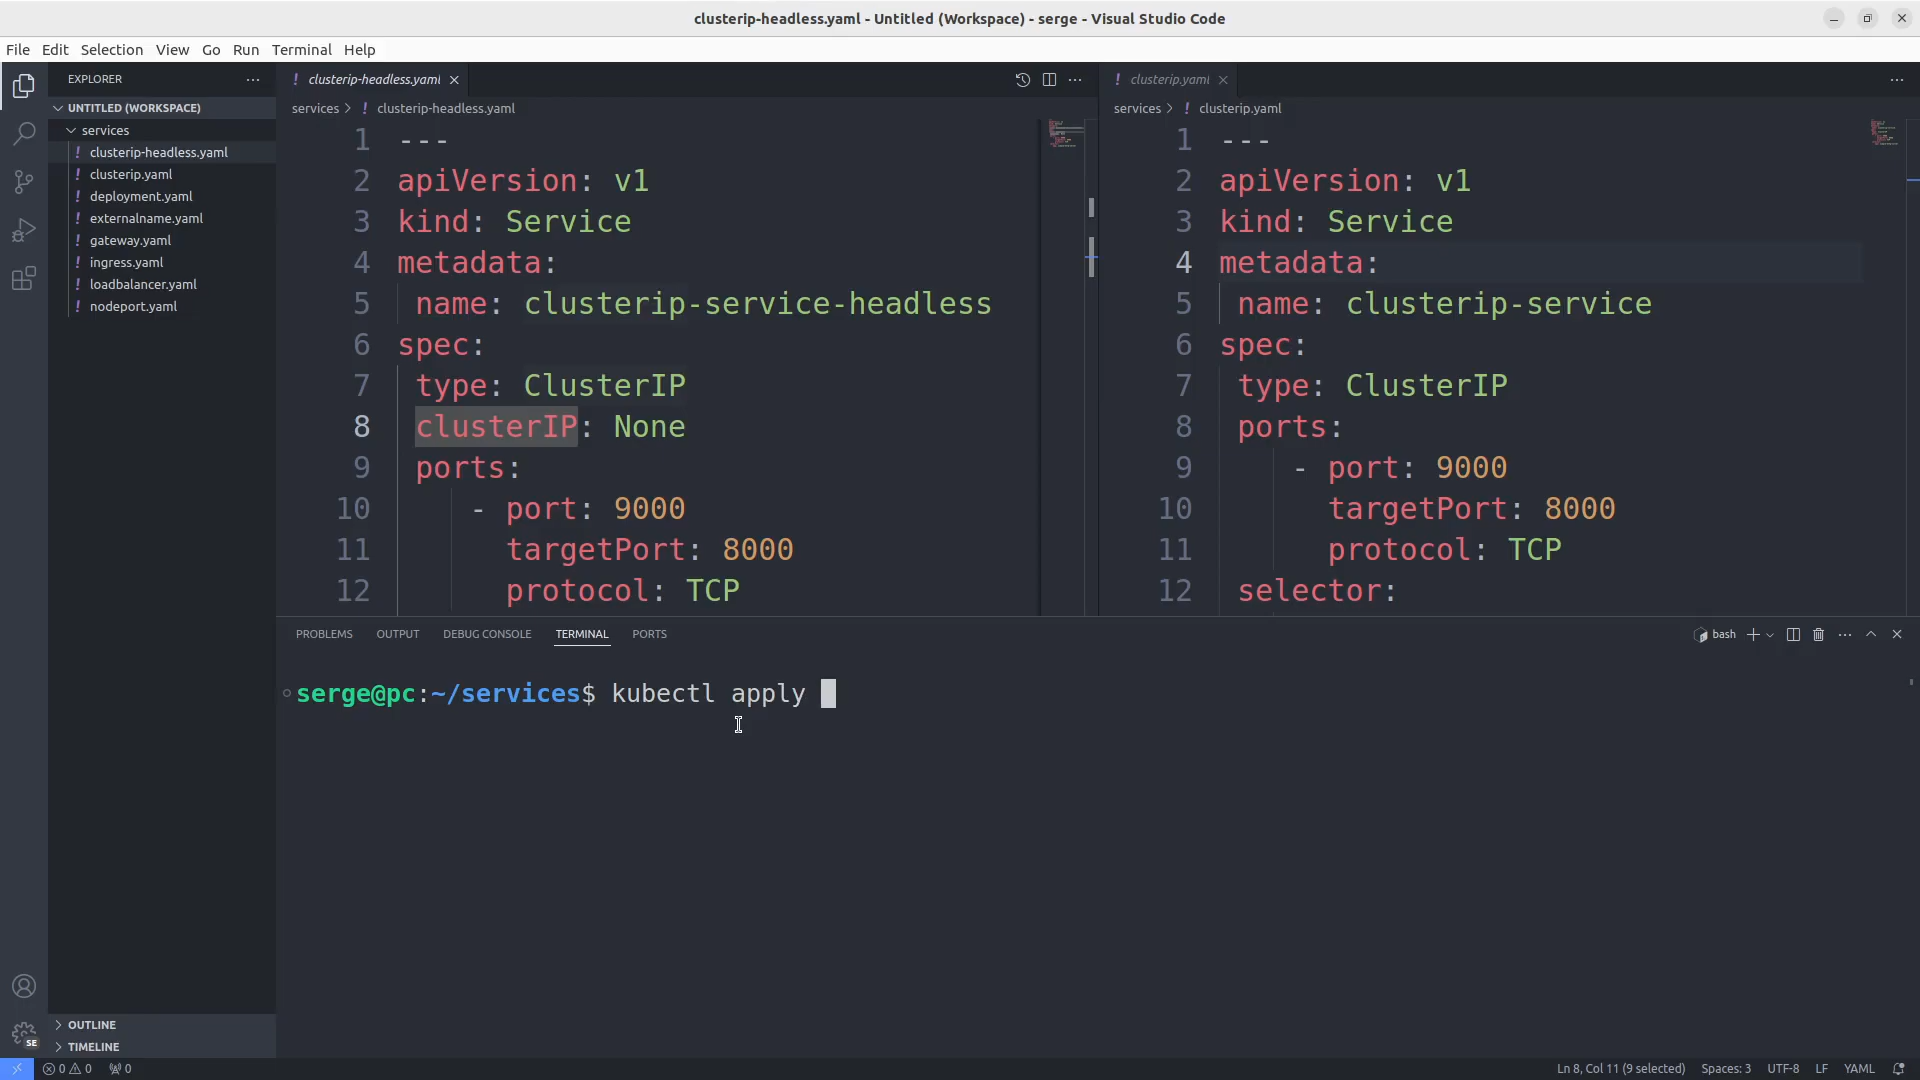 clusterip-headless.yaml - Untitled (Workspace) - serge - Visual Studio Code
File Edit Selection View Go Run Terminal Help
EXPLORER
UNTITLED (WORKSPACE)
services
! clusterip-headless.yaml
! clusterip.yaml
! deployment.yaml
! externalname.yaml
! gateway.yaml
! ingress.yaml
! loadbalancer.yaml
! nodeport.yaml
OUTLINE
TIMELINE
! clusterip-headless.yaml
services > ! clusterip-headless.yaml
1 ---
2 apiVersion: v1
3 kind: Service
4 metadata:
5 name: clusterip-service-headless
6 spec:
7 type: ClusterIP
8 clusterIP: None
9 ports:
10 - port: 9000
11 targetPort: 8000
12 protocol: TCP
! clusterip.yaml
services > ! clusterip.yaml
1 ---
2 apiVersion: v1
3 kind: Service
4 metadata:
5 name: clusterip-service
6 spec:
7 type: ClusterIP
8 ports:
9 - port: 9000
10 targetPort: 8000
11 protocol: TCP
12 selector:
PROBLEMS OUTPUT DEBUG CONSOLE TERMINAL PORTS
bash
serge@pc:~/services$ kubectl apply
SE
0 0 0
Ln 8, Col 11 (9 selected) Spaces: 3 UTF-8 LF YAML